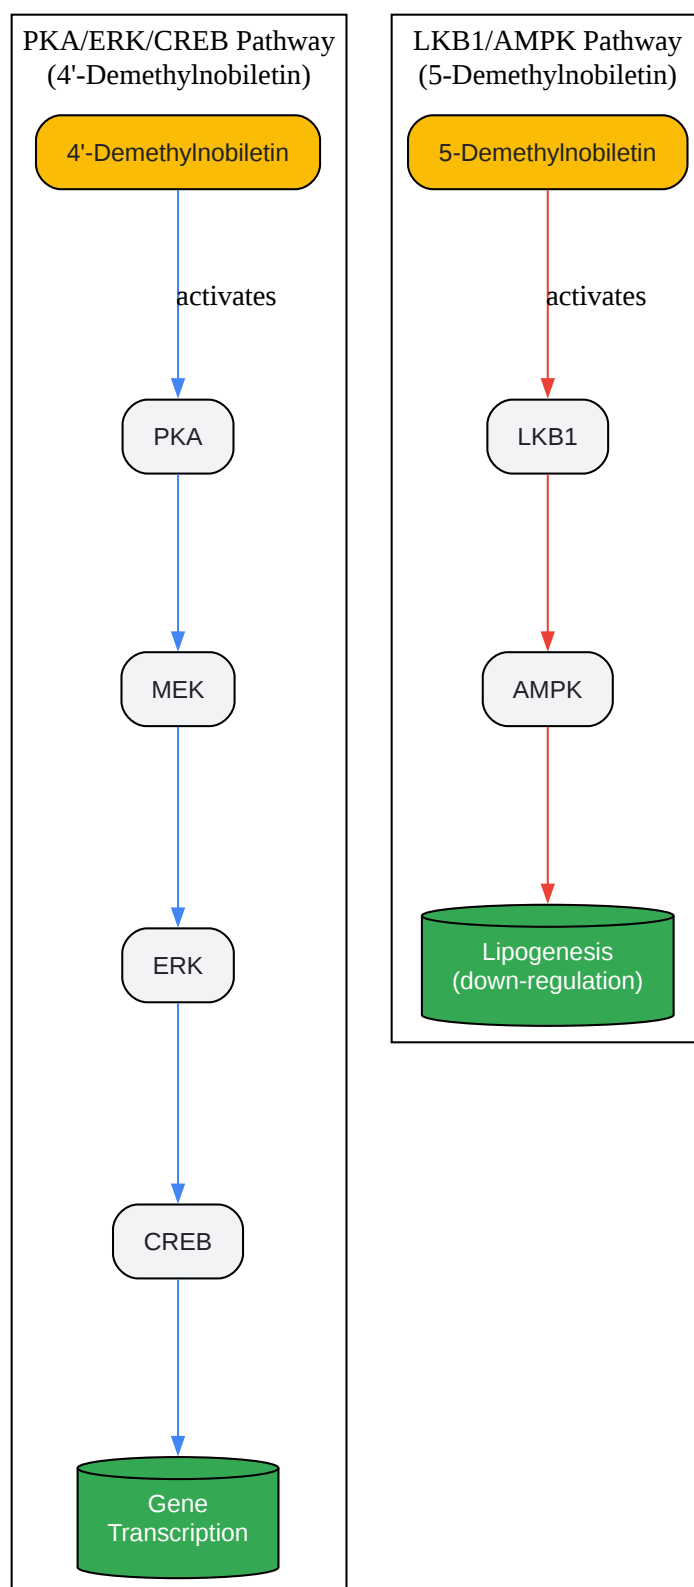 PKA/ERK/CREB Pathway
(4'-Demethylnobiletin)
4'-Demethylnobiletin
activates
PKA
MEK
ERK
CREB
Gene
Transcription
LKB1/AMPK Pathway
(5-Demethylnobiletin)
5-Demethylnobiletin
activates
LKB1
AMPK
Lipogenesis
(down-regulation)